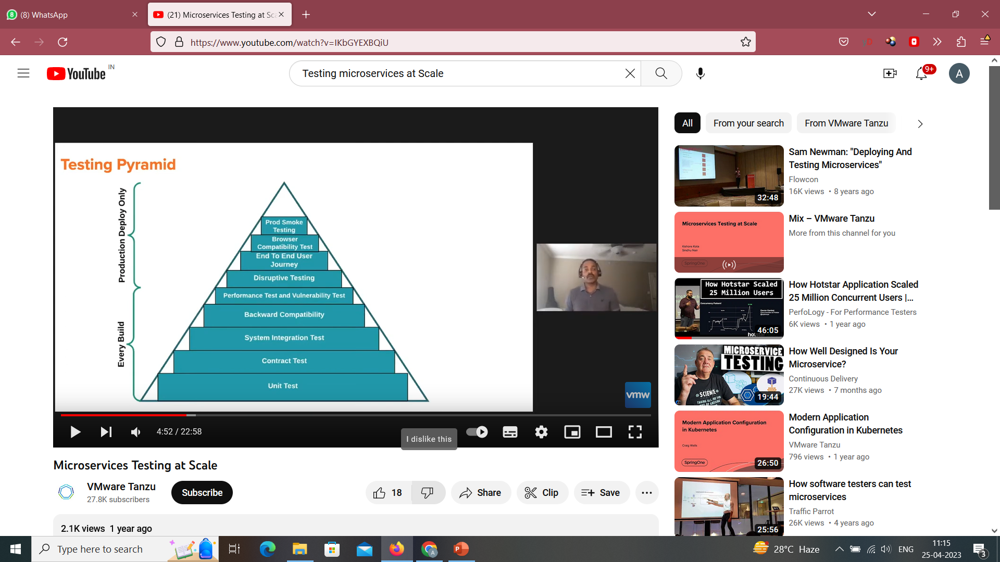 (8) WhatsApp
(21) Microservices Testing at Sca
https://www.youtube.com/watch?v=IKbGYEXBQiU
YouTube IN
Testing microservices at Scale
9+
A
Testing Pyramid
Production Deploy Only
Every Build
Prod Smoke
Testing
Browser
Compatibility Test
End To End User
Journey
Disruptive Testing
Performance Test and Vulnerability Test
Backward Compatibility
System Integration Test
Contract Test
Unit Test
vmw
4:52 / 22:58
I dislike this
Microservices Testing at Scale
VMware Tanzu
27.8K subscribers
Subscribe
18
Share
Clip
Save
2.1K views 1 year ago
All
From your search
From VMware Tanzu
32:48
Sam Newman: "Deploying And
Testing Microservices"
Flowcon
16K views • 8 years ago
Microservices Testing at Scale
Kishore Kota
Sindhu Nair
SpringOne
Mix – VMware Tanzu
More from this channel for you
How Hotstar Scaled
25 Million Users
Concurrency Pattern!
46:05
How Hotstar Application Scaled
25 Million Concurrent Users |...
PerfoLogy - For Performance Testers
6K views • 1 year ago
MICROSERVICE
TESTING
SCIENCE
19:44
How Well Designed Is Your
Microservice?
Continuous Delivery
27K views • 7 months ago
Modern Application Configuration
in Kubernetes
Craig Walls
SpringOne
26:50
Modern Application
Configuration in Kubernetes
VMware Tanzu
796 views • 1 year ago
25:56
How software testers can test
microservices
Traffic Parrot
26K views • 4 years ago
Type here to search
28°C Haze
ENG
11:15
25-04-2023
3